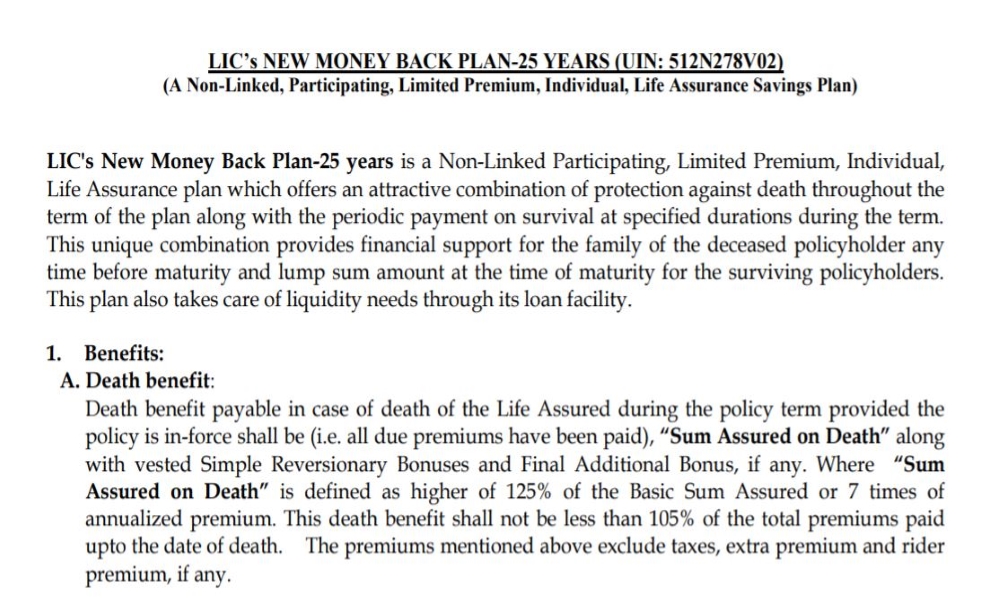 LIC’s NEW MONEY BACK PLAN-25 YEARS (UIN: 512N278V02)
(A Non-Linked, Participating, Limited Premium, Individual, Life Assurance Savings Plan)
LIC's New Money Back Plan-25 years is a Non-Linked Participating, Limited Premium, Individual,
Life Assurance plan which offers an attractive combination of protection against death throughout the
term of the plan along with the periodic payment on survival at specified durations during the term.
This unique combination provides financial support for the family of the deceased policyholder any
time before maturity and lump sum amount at the time of maturity for the surviving policyholders.
This plan also takes care of liquidity needs through its loan facility.
1. Benefits:
A. Death benefit:
Death benefit payable in case of death of the Life Assured during the policy term provided the
policy is in-force shall be (i.e. all due premiums have been paid), “Sum Assured on Death” along
with vested Simple Reversionary Bonuses and Final Additional Bonus, if any. Where “Sum
Assured on Death” is defined as higher of 125% of the Basic Sum Assured or 7 times of
annualized premium. This death benefit shall not be less than 105% of the total premiums paid
upto the date of death. The premiums mentioned above exclude taxes, extra premium and rider
premium, if any.